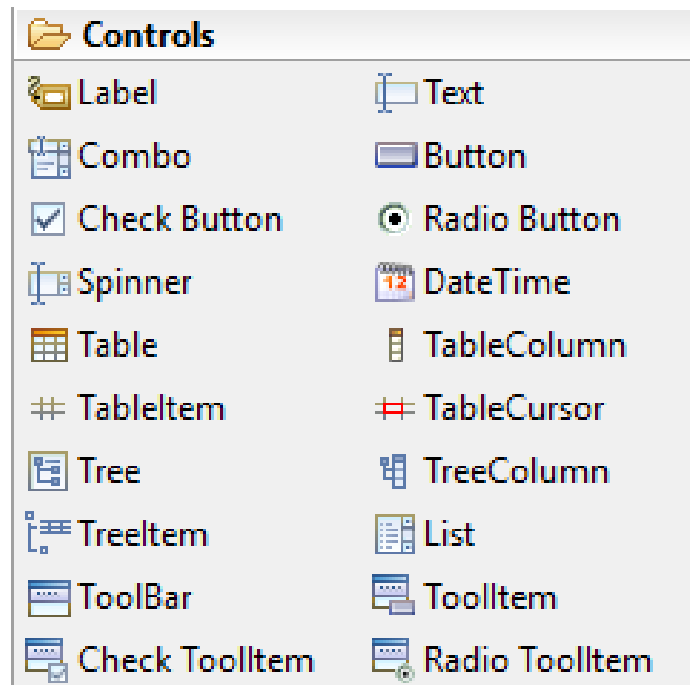 Controls
Label Text
Combo Button
Check Button Radio Button
Spinner DateTime
12
Table TableColumn
TableItem TableCursor
Tree TreeColumn
TreeItem List
ToolBar ToolItem
Check ToolItem Radio ToolItem